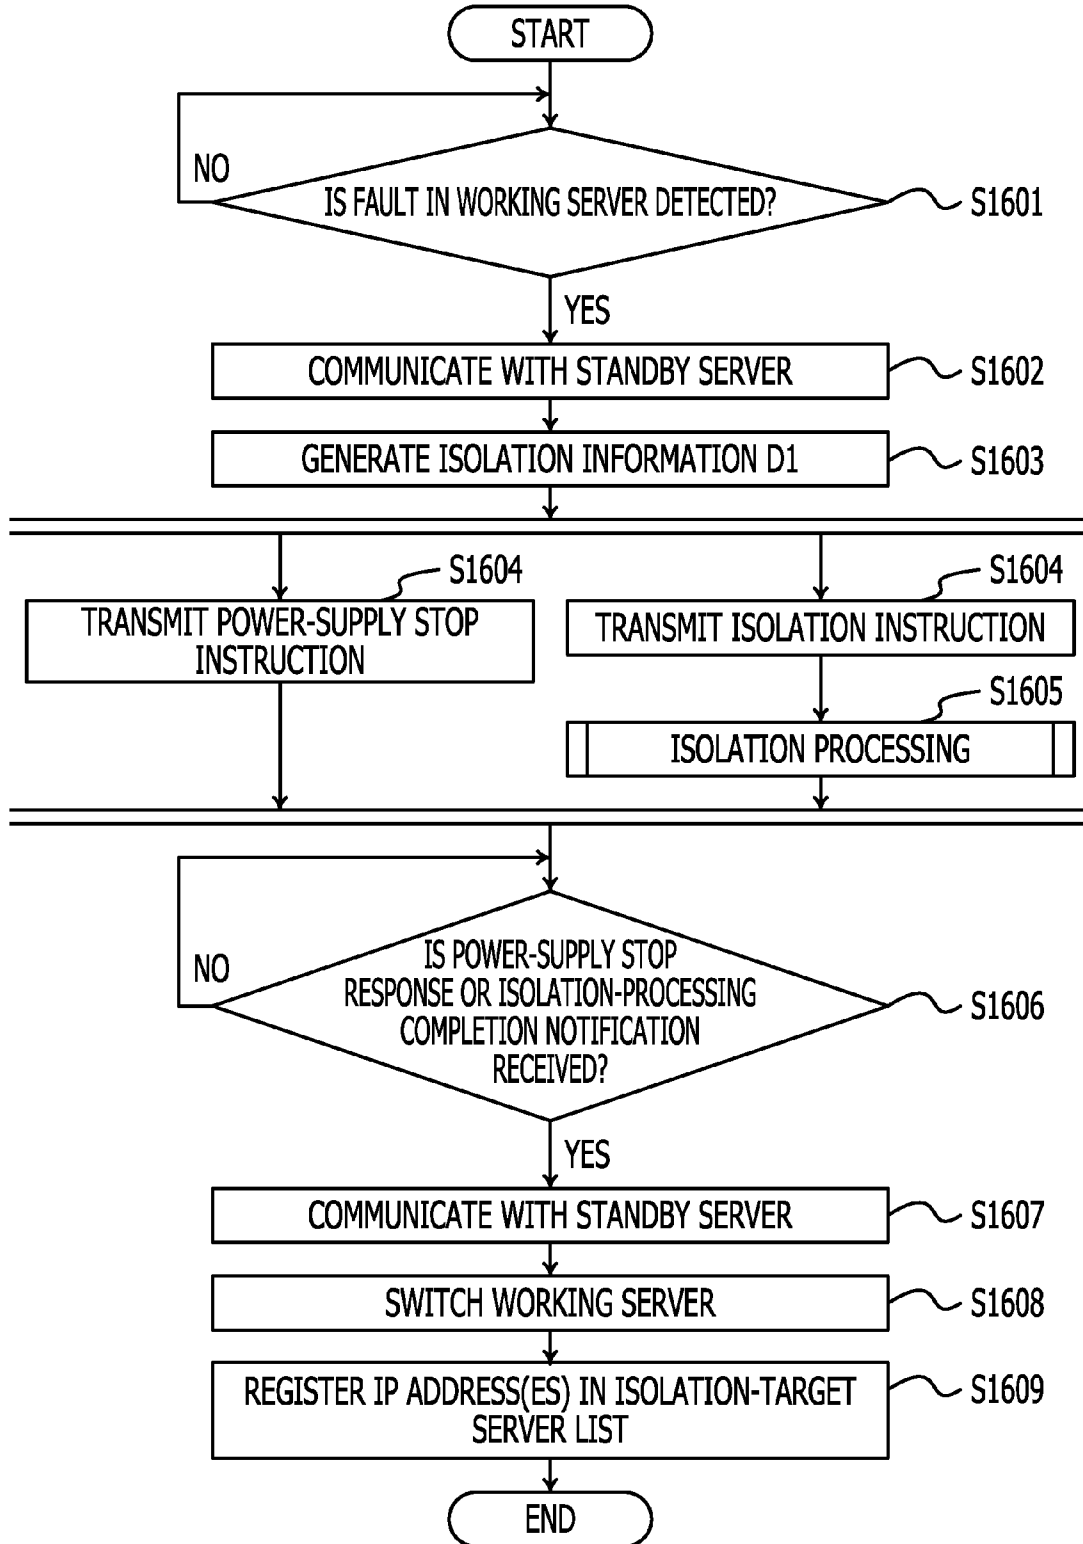 START
NO
IS FAULT IN WORKING SERVER DETECTED?
S1601
YES
COMMUNICATE WITH STANDBY SERVER
S1602
GENERATE ISOLATION INFORMATION D1
S1603
S1604
TRANSMIT POWER-SUPPLY STOP
INSTRUCTION
S1604
TRANSMIT ISOLATION INSTRUCTION
S1605
ISOLATION PROCESSING
NO
IS POWER-SUPPLY STOP
RESPONSE OR ISOLATION-PROCESSING
COMPLETION NOTIFICATION
RECEIVED?
S1606
YES
COMMUNICATE WITH STANDBY SERVER
S1607
SWITCH WORKING SERVER
S1608
REGISTER IP ADDRESS(ES) IN ISOLATION-TARGET
SERVER LIST
S1609
END